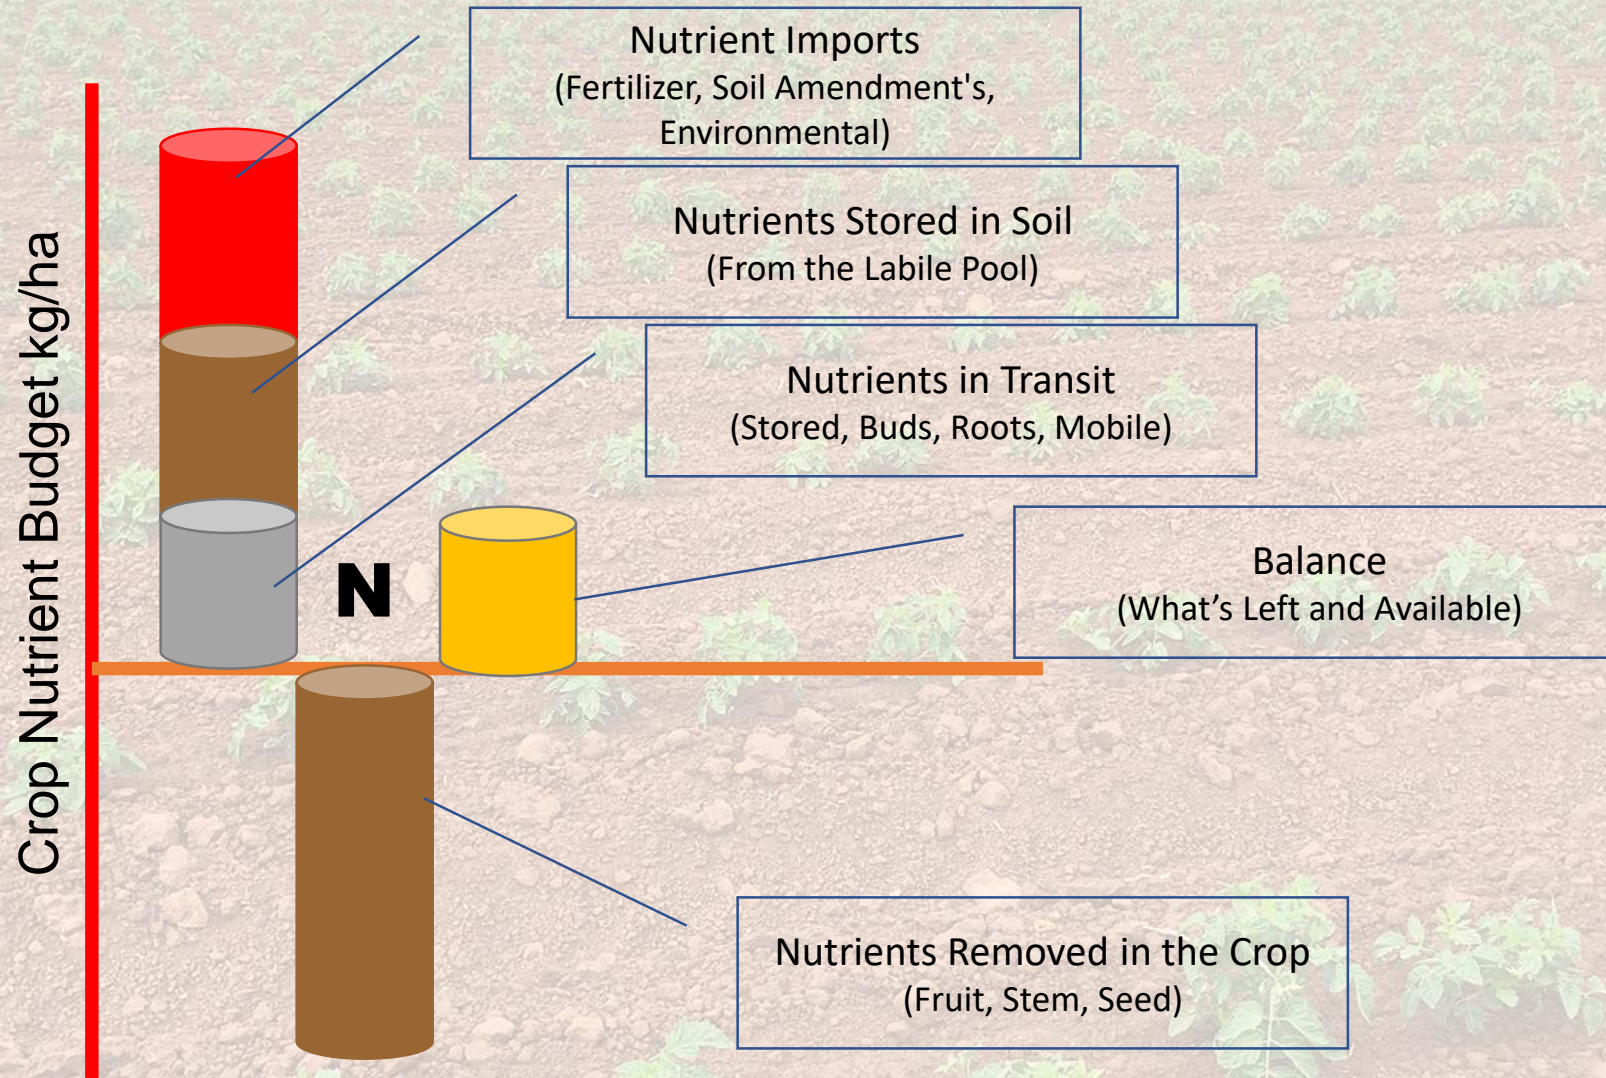 Nutrient Imports
(Fertilizer, Soil Amendment's,
Environmental)
Nutrients Stored in Soil
(From the Labile Pool)
Nutrients in Transit
(Stored, Buds, Roots, Mobile)
Crop Nutrient Budget kg/ha
N
Balance
(What’s Left and Available)
Nutrients Removed in the Crop
(Fruit, Stem, Seed)